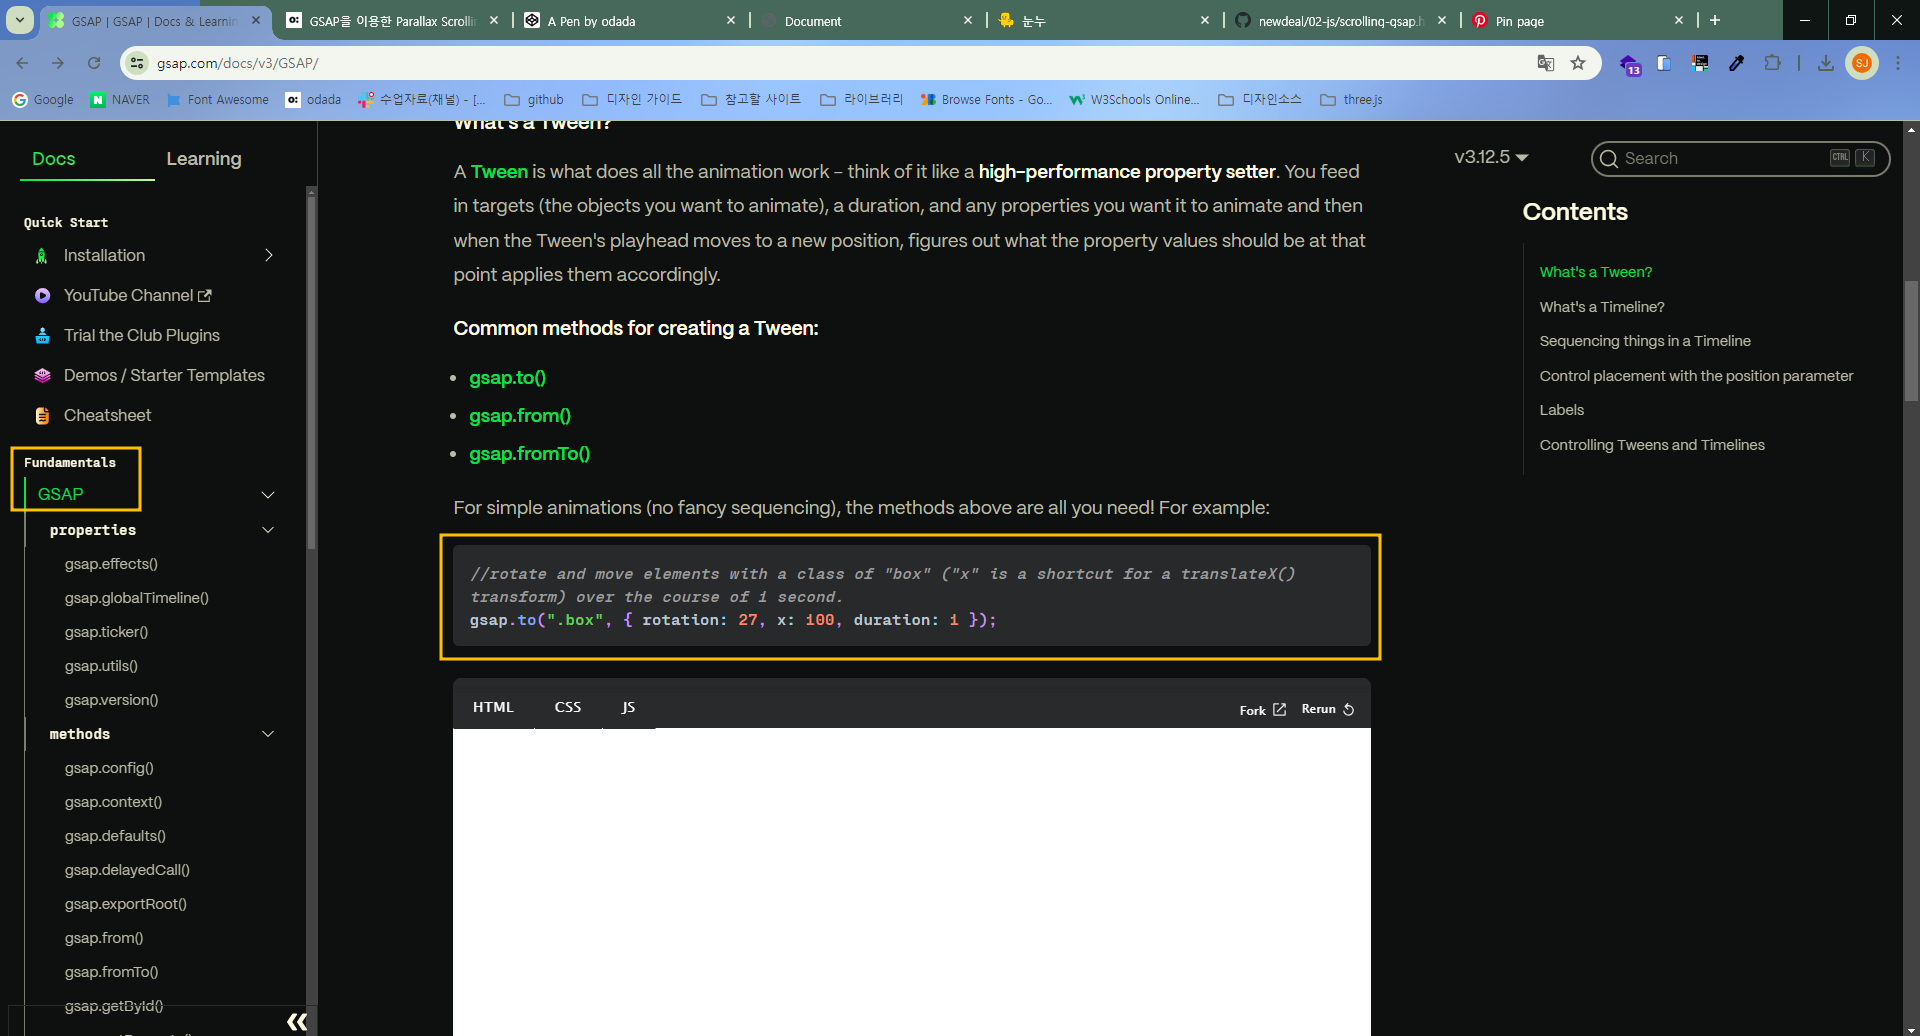 GSAP | GSAP | Docs & Learnin
GSAP을 이용한 Parallax Scrollin
A Pen by odada
Document
눈누
newdeal/02-js/scrolling-gsap.h
Pin page
gsap.com/docs/v3/GSAP/
13
SJ
Google
NAVER
Font Awesome
odada
수업자료(채널) - [...
github
디자인 가이드
참고할 사이트
라이브러리
Browse Fonts - Go...
W3Schools Online...
디자인소스
three.js
Docs
Learning
Quick Start
Installation
YouTube Channel
Trial the Club Plugins
Demos / Starter Templates
Cheatsheet
Fundamentals
GSAP
properties
gsap.effects()
gsap.globalTimeline()
gsap.ticker()
gsap.utils()
gsap.version()
methods
gsap.config()
gsap.context()
gsap.defaults()
gsap.delayedCall()
gsap.exportRoot()
gsap.from()
gsap.fromTo()
gsap.getById()
What's a Tween?
A Tween is what does all the animation work - think of it like a high-performance property setter. You feed
in targets (the objects you want to animate), a duration, and any properties you want it to animate and then
when the Tween's playhead moves to a new position, figures out what the property values should be at that
point applies them accordingly.
Common methods for creating a Tween:
gsap.to()
gsap.from()
gsap.fromTo()
For simple animations (no fancy sequencing), the methods above are all you need! For example:
//rotate and move elements with a class of "box" ("x" is a shortcut for a translateX()
transform) over the course of 1 second.
gsap.to(".box", { rotation: 27, x: 100, duration: 1 });
HTML
CSS
JS
Fork
Rerun
v3.12.5
Search
CTRL
K
Contents
What's a Tween?
What's a Timeline?
Sequencing things in a Timeline
Control placement with the position parameter
Labels
Controlling Tweens and Timelines